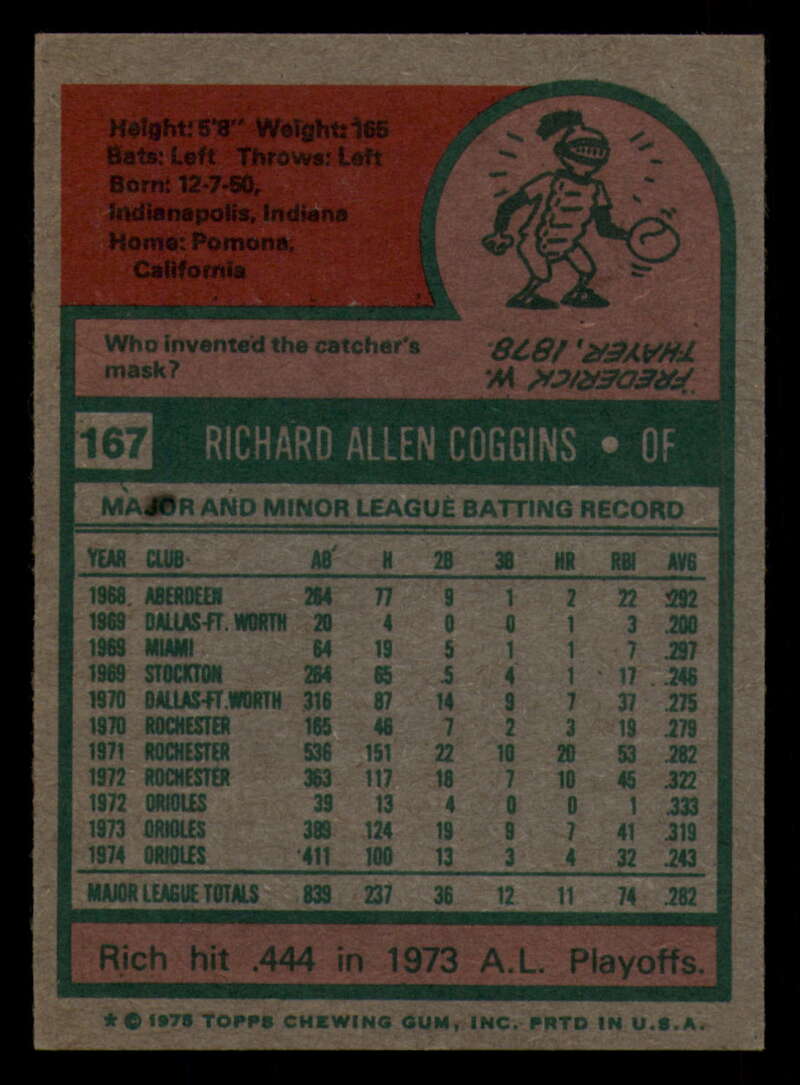 Height: 5'8" Weight: 165
Bats: Left Throws: Left
Born: 12-7-50,
Indianapolis, Indiana
Home: Pomona,
California
Who invented the catcher's
mask?
FREDERICK W.
THAYER, 1878.
167 RICHARD ALLEN COGGINS • OF
MAJOR AND MINOR LEAGUE BATTING RECORD
YEAR CLUB AB H 2B 3B HR RBI AVG
1968 ABERDEEN 264 77 9 1 2 22 .292
1969 DALLAS-FT. WORTH 20 4 0 0 1 3 .200
1969 MIAMI 64 19 5 1 1 7 .297
1969 STOCKTON 264 65 5 4 1 17 .246
1970 DALLAS-FT. WORTH 316 87 14 9 7 37 .275
1970 ROCHESTER 165 46 7 2 3 19 .279
1971 ROCHESTER 536 151 22 10 20 53 .282
1972 ROCHESTER 363 117 18 7 10 45 .322
1972 ORIOLES 39 13 4 0 0 1 .333
1973 ORIOLES 389 124 19 9 7 41 .319
1974 ORIOLES 411 100 13 3 4 32 .243
MAJOR LEAGUE TOTALS 839 237 36 12 11 74 .282
Rich hit .444 in 1973 A.L. Playoffs.
* © 1975 TOPPS CHEWING GUM, INC. PRTD IN U.S.A.